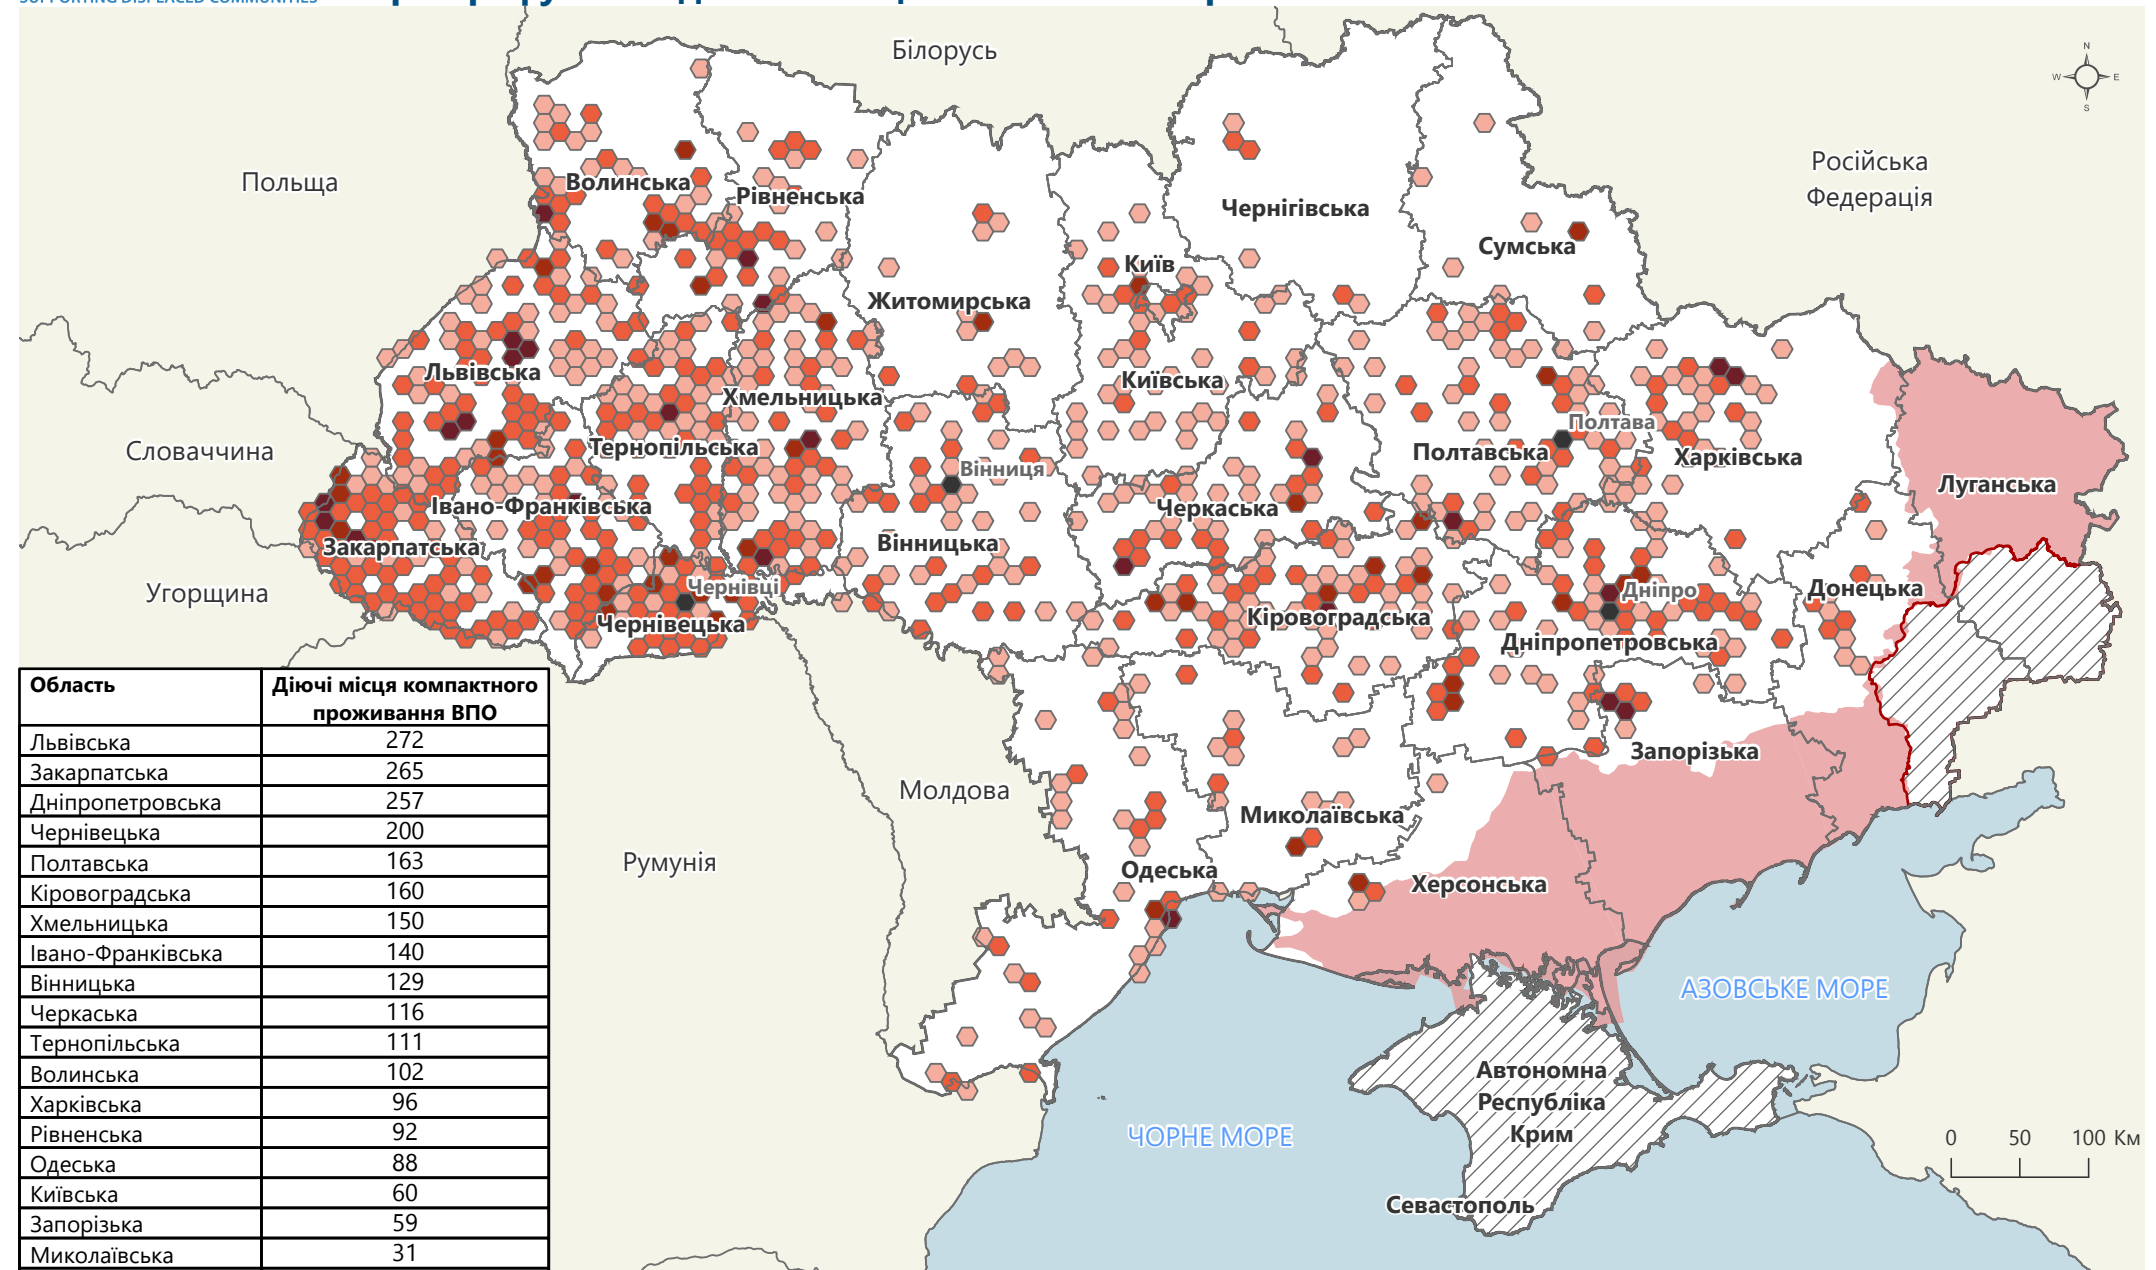 SUPPORTING DISPLACED COMMUNITIES
Білорусь
Польща
Російська
Федерація
Словаччина
Угорщина
Румунія
Молдова
Волинська
Рівненська
Житомирська
Київ
Київська
Чернігівська
Сумська
Львівська
Тернопільська
Хмельницька
Івано-Франківська
Закарпатська
Чернівці
Чернівецька
Вінниця
Вінницька
Черкаська
Полтава
Полтавська
Харківська
Луганська
Донецька
Дніпро
Дніпропетровська
Кіровоградська
Запорізька
Миколаївська
Одеська
Херсонська
Автономна
Республіка
Крим
Севастополь
АЗОВСЬКЕ МОРЕ
ЧОРНЕ МОРЕ
N
W E
S
0 50 100 Км
Область Діючі місця компактного
проживання ВПО
Львівська 272
Закарпатська 265
Дніпропетровська 257
Чернівецька 200
Полтавська 163
Кіровоградська 160
Хмельницька 150
Івано-Франківська 140
Вінницька 129
Черкаська 116
Тернопільська 111
Волинська 102
Харківська 96
Рівненська 92
Одеська 88
Київська 60
Запорізька 59
Миколаївська 31